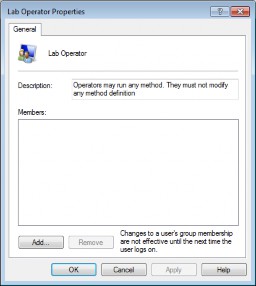 Lab Operator Properties
General
Lab Operator
Description:
Operators may run any method. They must not modify
any method definition
Members:
Add...
Remove
Changes to a user's group membership
are not effective until the next time the
user logs on.
OK
Cancel
Apply
Help